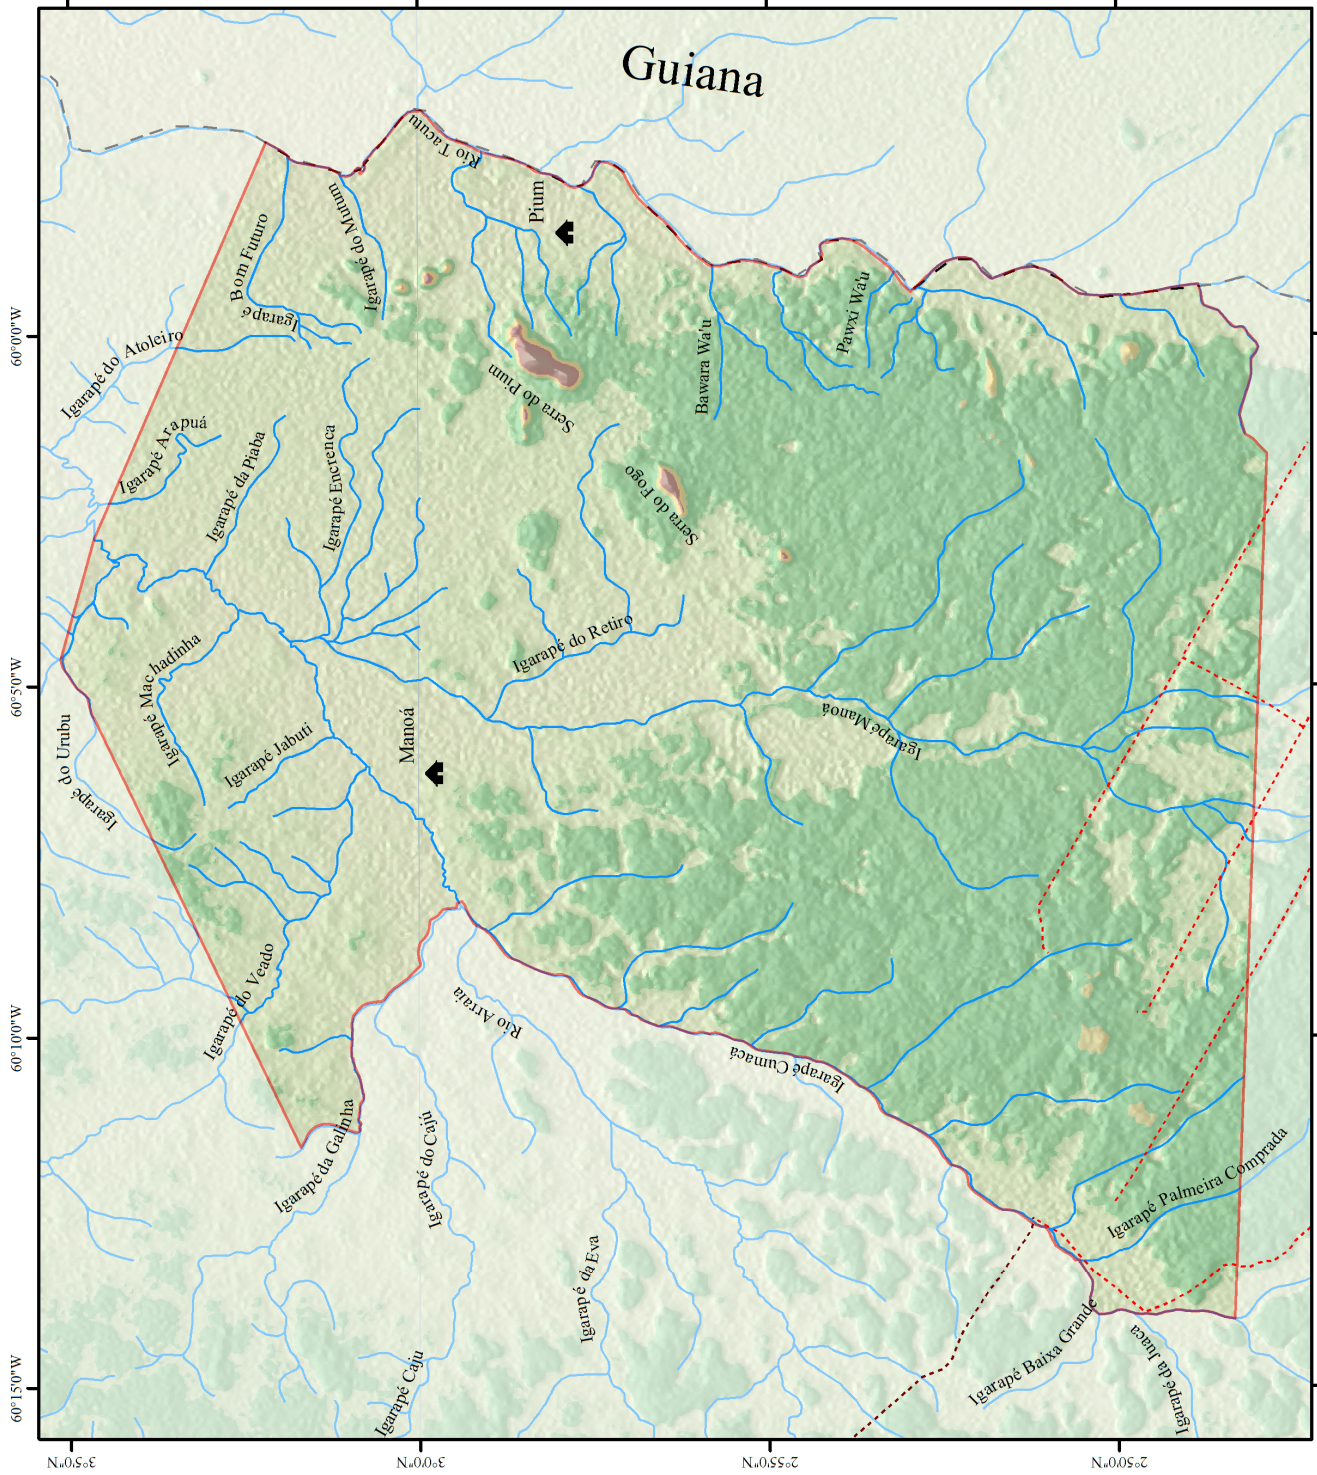 Guiana
Rio Tacutu
Pium
Igarapé do Mutum
Igarapé Bom Futuro
60°0'0"W
Igarapé do Atoleiro
Pawxi Wa'u
Bawara Wa'u
Serra do Pium
Igarapé Arapuá
Igarapé da Piaba
Igarapé Encrenca
Serra do Fogo
Igarapé Machadinha
Igarapé do Retiro
60°5'0"W
Igarapé do Urubu
Igarapé Jabuti
Manoá
Igarapé Manoá
Igarapé do Veado
60°10'0"W
Rio Arraia
Igarapé Cumacá
Igarapé da Galinha
Igarapé do Caju
Igarapé Palmeira Comprada
Igarapé da Eva
Igarapé Baixa Grande
Igarapé Caju
Igarapé da Juaca
60°15'0"W
3°5'0"N
3°0'0"N
2°55'0"N
2°50'0"N